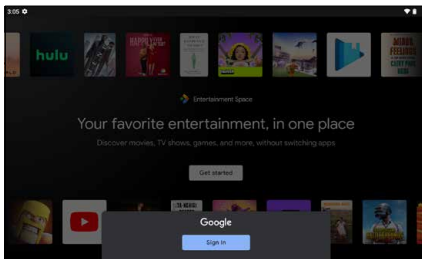 3:05
hulu
Entertainment Space
Your favorite entertainment, in one place
Discover movies, TV shows, games, and more, without switching apps
Get started
Google
Sign in